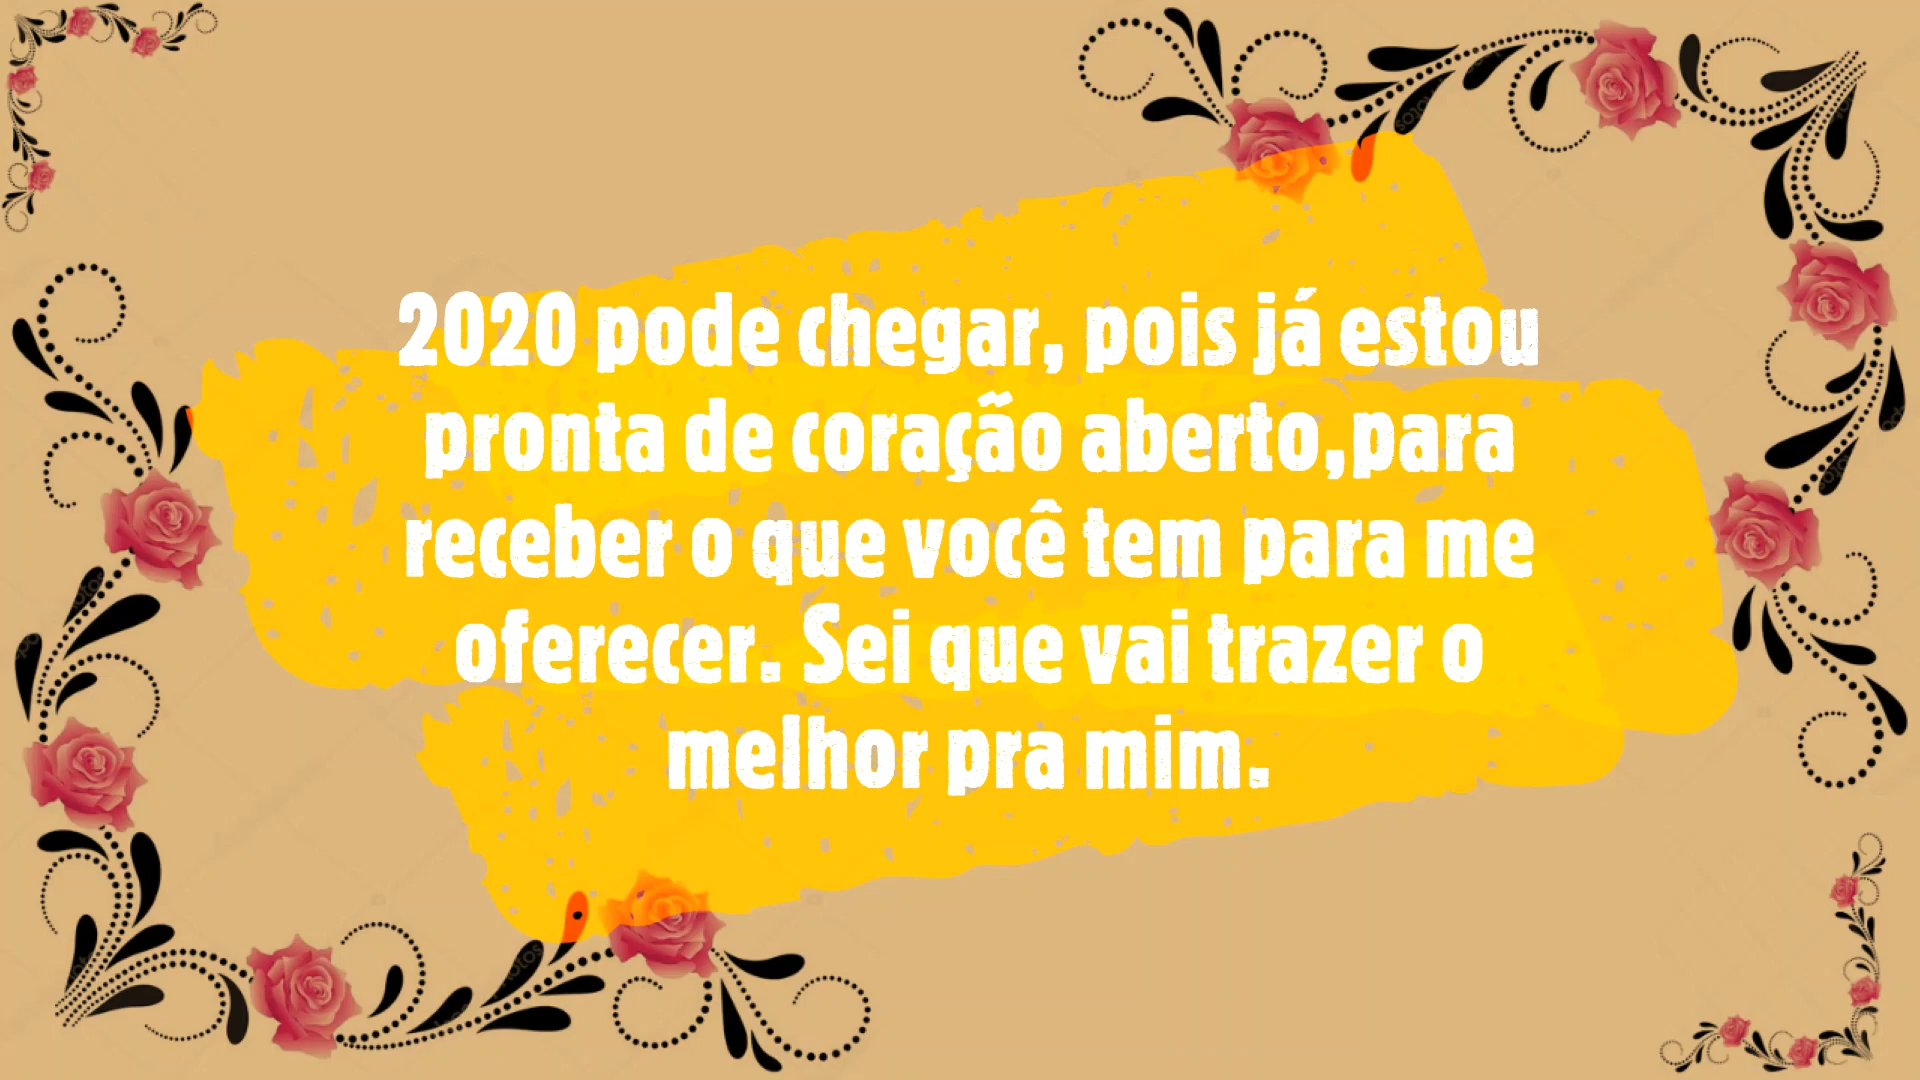 2020 pode chegar, pois já estou
pronta de coração aberto,para
receber o que você tem para me
oferecer. Sei que vai trazer o
melhor pra mim.